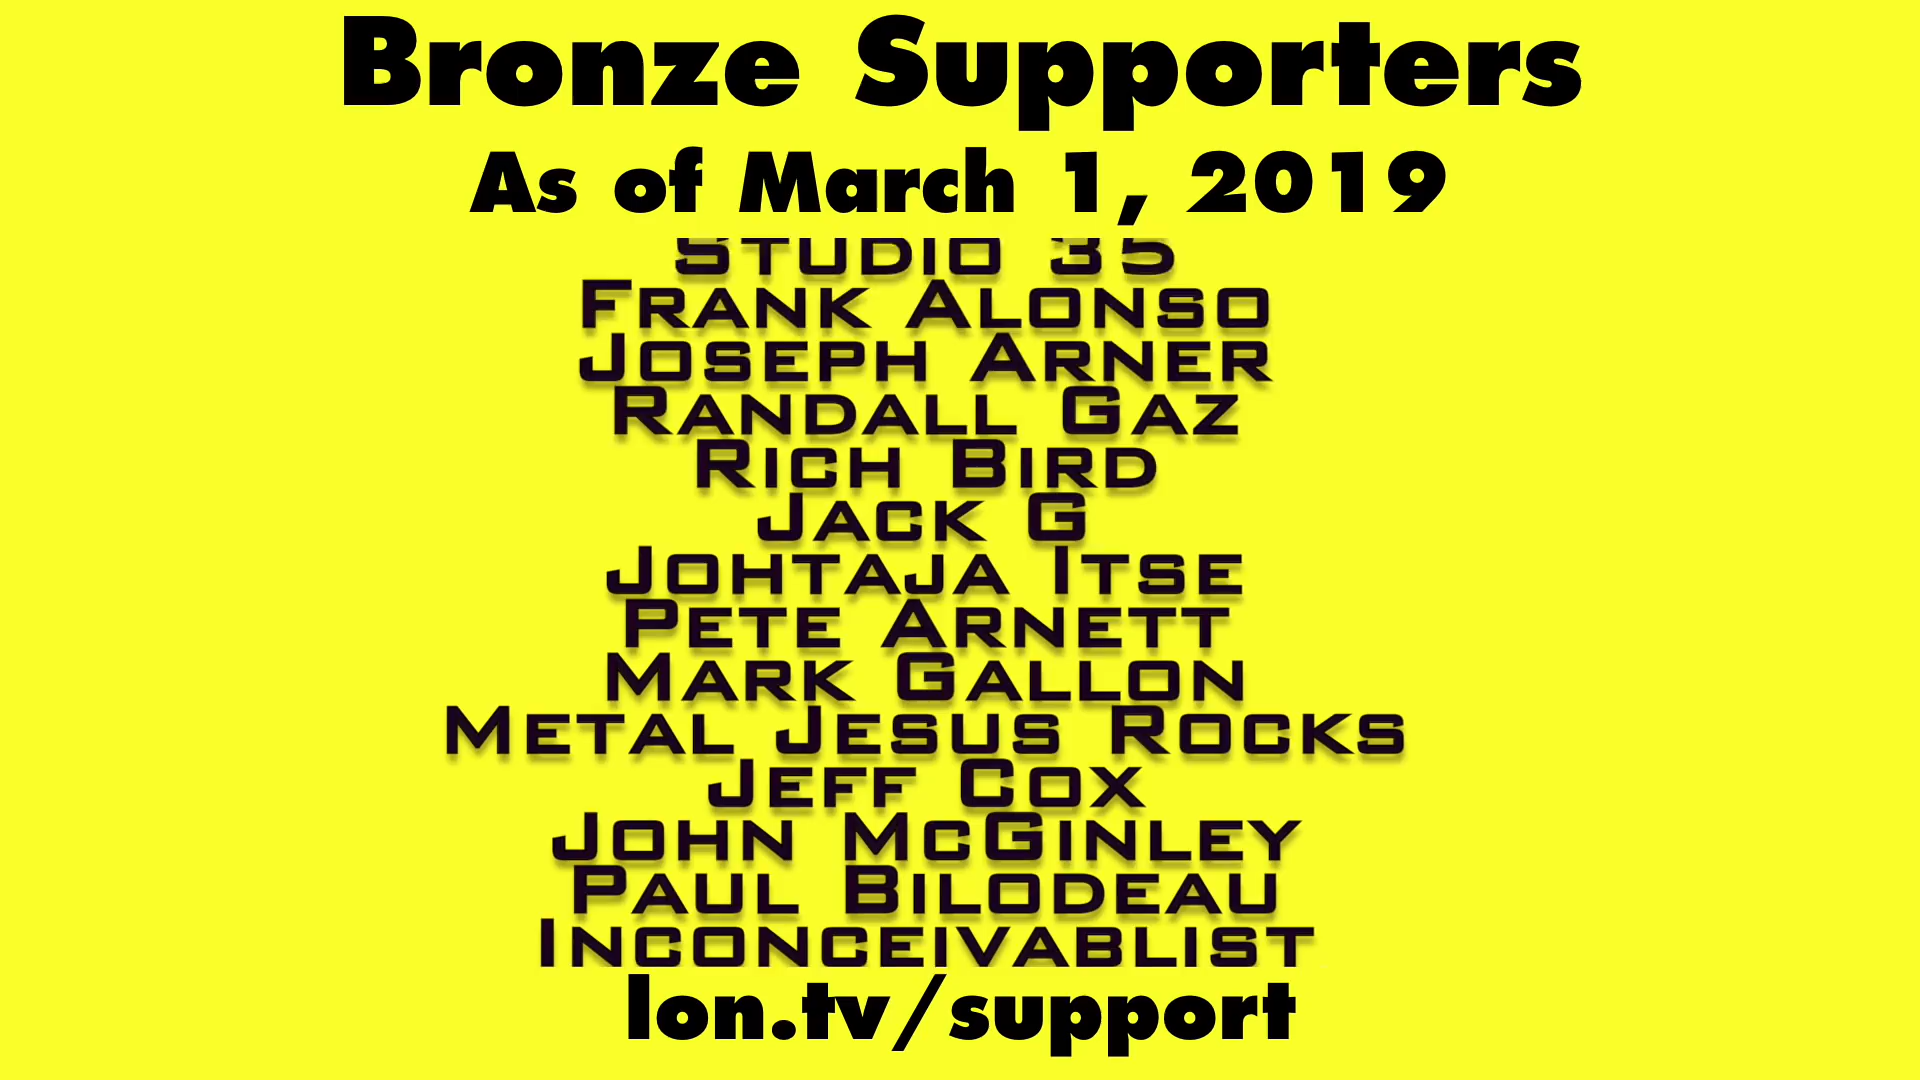 Bronze Supporters
As of March 1, 2019
Studio 35
Frank Alonso
Joseph Arner
Randall Gaz
Rich Bird
Jack G
Johtaja Itse
Pete Arnett
Mark Gallon
Metal Jesus Rocks
Jeff Cox
John McGinley
Paul Bilodeau
Inconceivablist
lon.tv/support